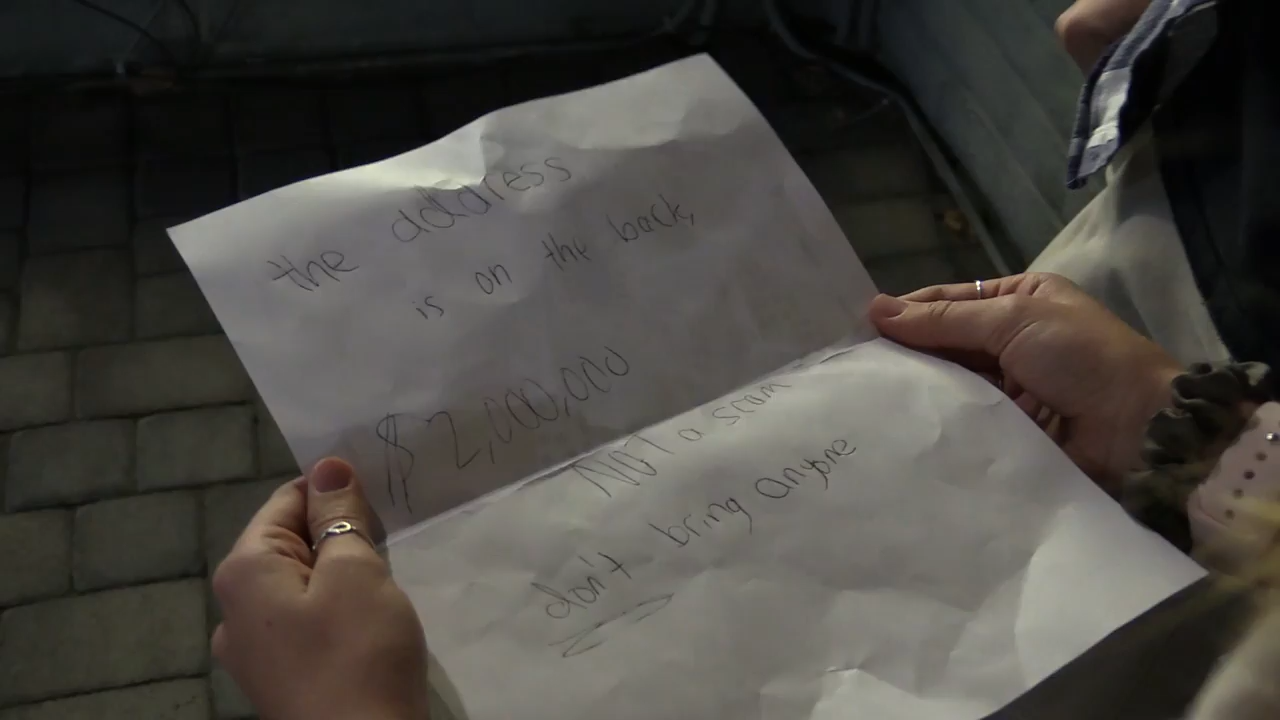 the address
is on the back,
$2,000,000
NOT a scam
don't bring anyone